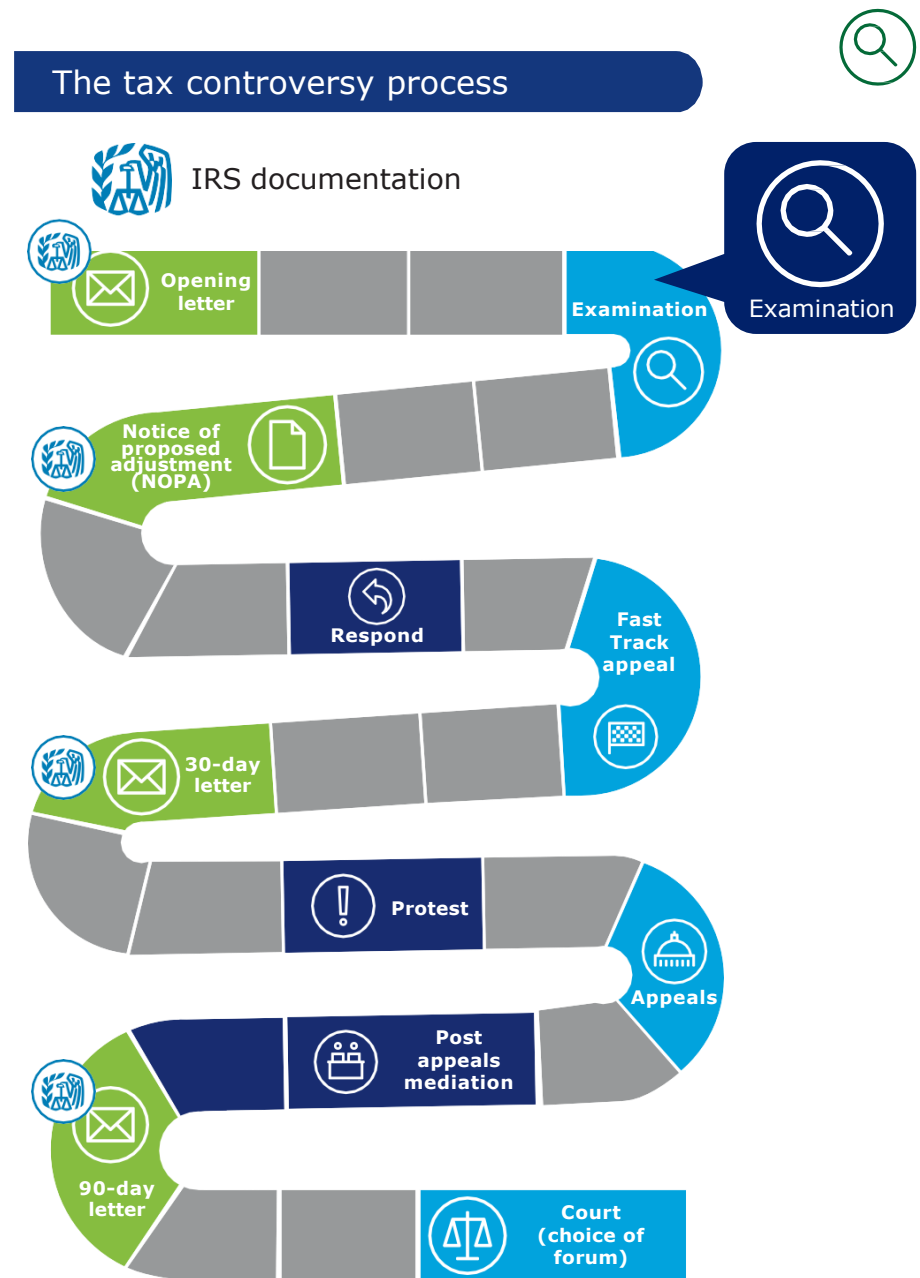 The tax controversy process
IRS documentation
Examination
Opening
letter
Examination
Notice of
proposed
adjustment
(NOPA)
Respond
Fast
Track
appeal
30-day
letter
Protest
Appeals
Post
appeals
mediation
90-day
letter
Court
(choice of
forum)